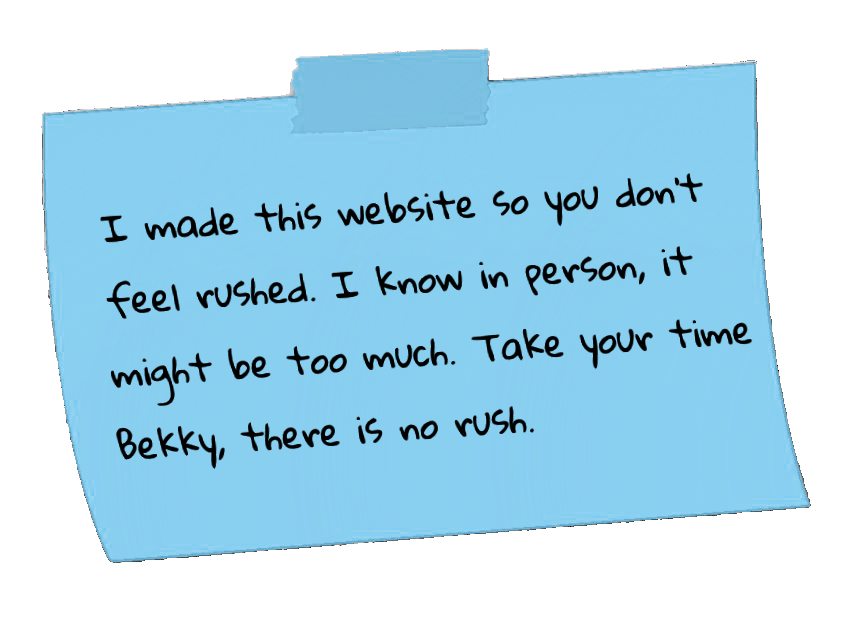 I made this website so you don't
feel rushed. I know in person, it
might be too much. Take your time
Bekky, there is no rush.